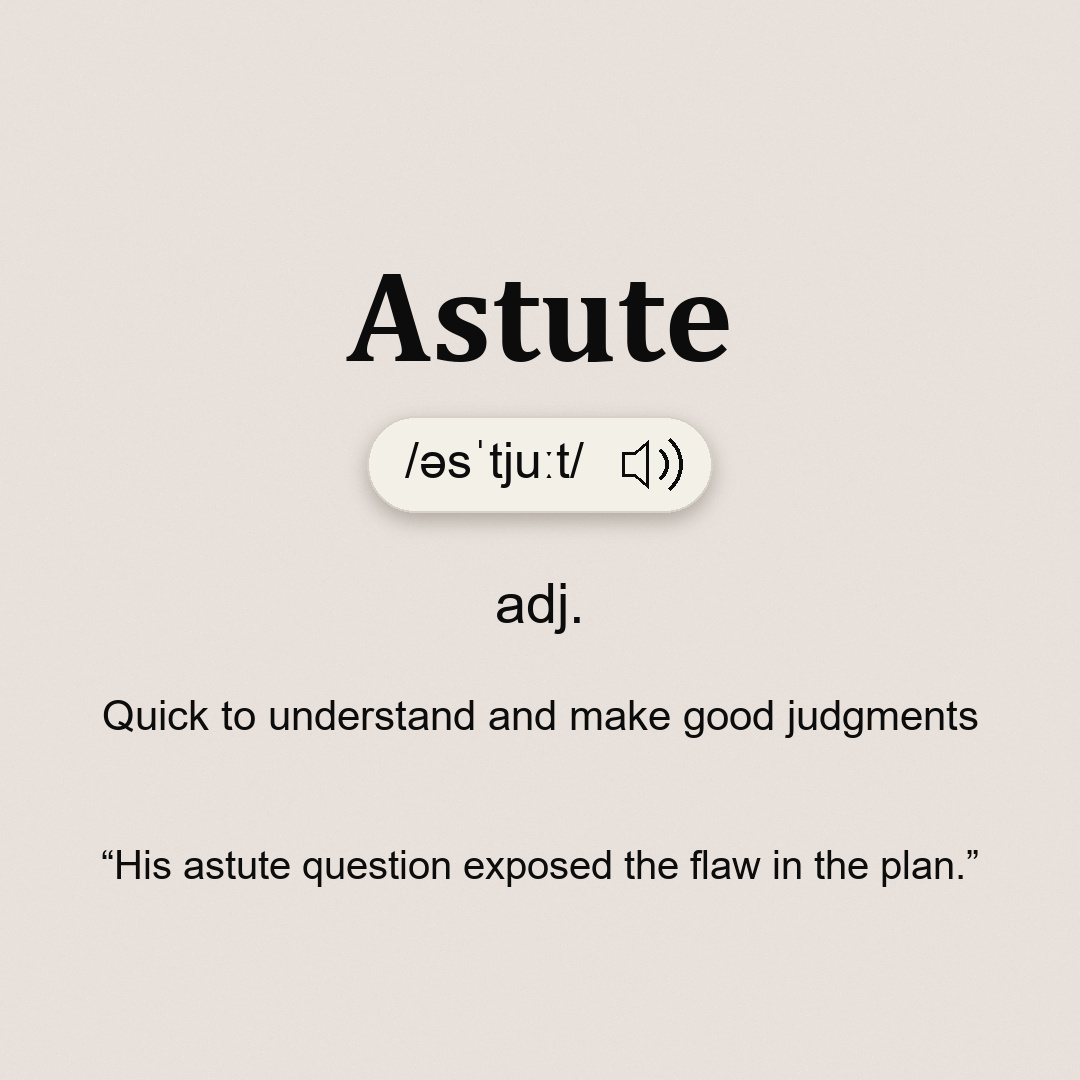 Astute
/əsˈtjuːt/
adj.
Quick to understand and make good judgments
“His astute question exposed the flaw in the plan.”